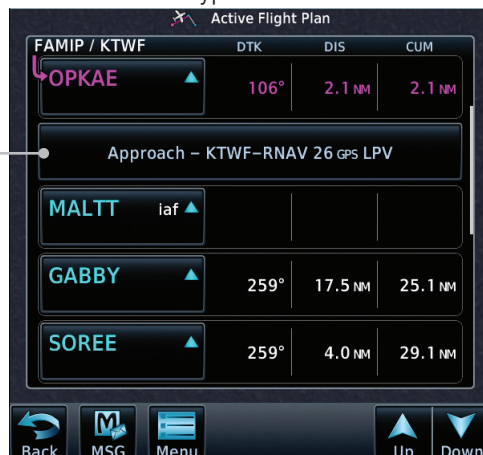 Active Flight Plan
FAMIP / KTWF DTK DIS CUM
OPKAE 106° 2.1 NM 2.1 NM
Approach – KTWF–RNAV 26 GPS LPV
MALTT iaf
GABBY 259° 17.5 NM 25.1 NM
SOREE 259° 4.0 NM 29.1 NM
Back MSG Menu Up Down